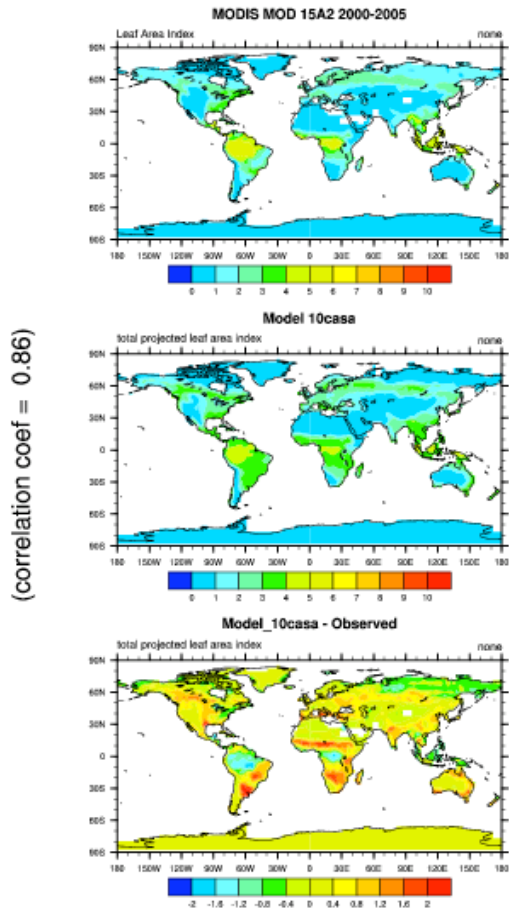 MODIS MOD 15A2 2000-2005
Leaf Area Index none
90N
60N
30N
0
30S
60S
90S
180 150W 120W 90W 60W 30W 0 30E 60E 90E 120E 150E 180
0 1 2 3 4 5 6 7 8 9 10
Model 10casa
total projected leaf area index none
90N
60N
30N
0
30S
60S
90S
180 150W 120W 90W 60W 30W 0 30E 60E 90E 120E 150E 180
0 1 2 3 4 5 6 7 8 9 10
(correlation coef = 0.86)
Model_10casa - Observed
total projected leaf area index none
90N
60N
30N
0
30S
60S
90S
180 150W 120W 90W 60W 30W 0 30E 60E 90E 120E 150E 180
-2 -1.6 -1.2 -0.8 -0.4 0 0.4 0.8 1.2 1.6 2